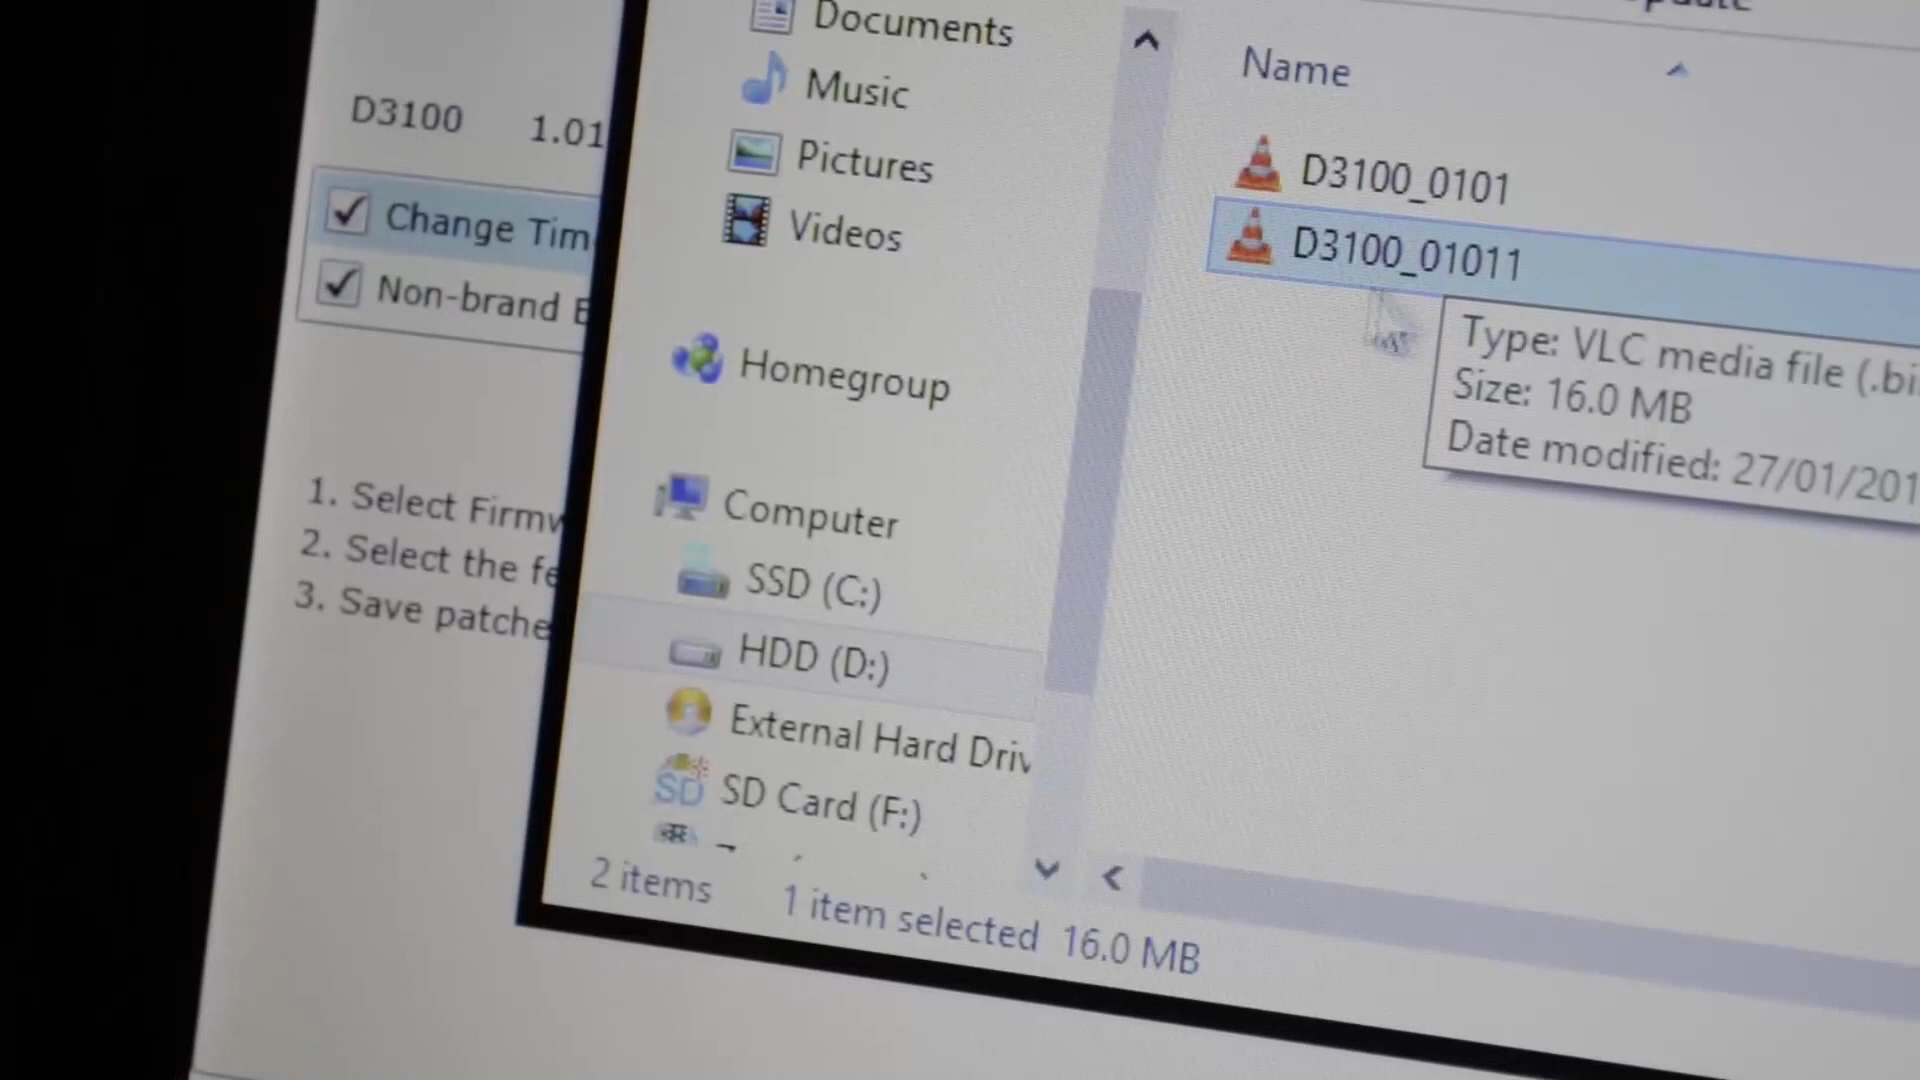 D3100 1.01
Change Tim
Non-brand
1. Select Firmw
2. Select the fe
3. Save patche
Documents
Music
Pictures
Videos
Homegroup
Computer
SSD (C:)
HDD (D:)
External Hard Driv
SD Card (F:)
2 items 1 item selected 16.0 MB
Name
D3100_0101
D3100_01011
Type: VLC media file (.bi
Size: 16.0 MB
Date modified: 27/01/201